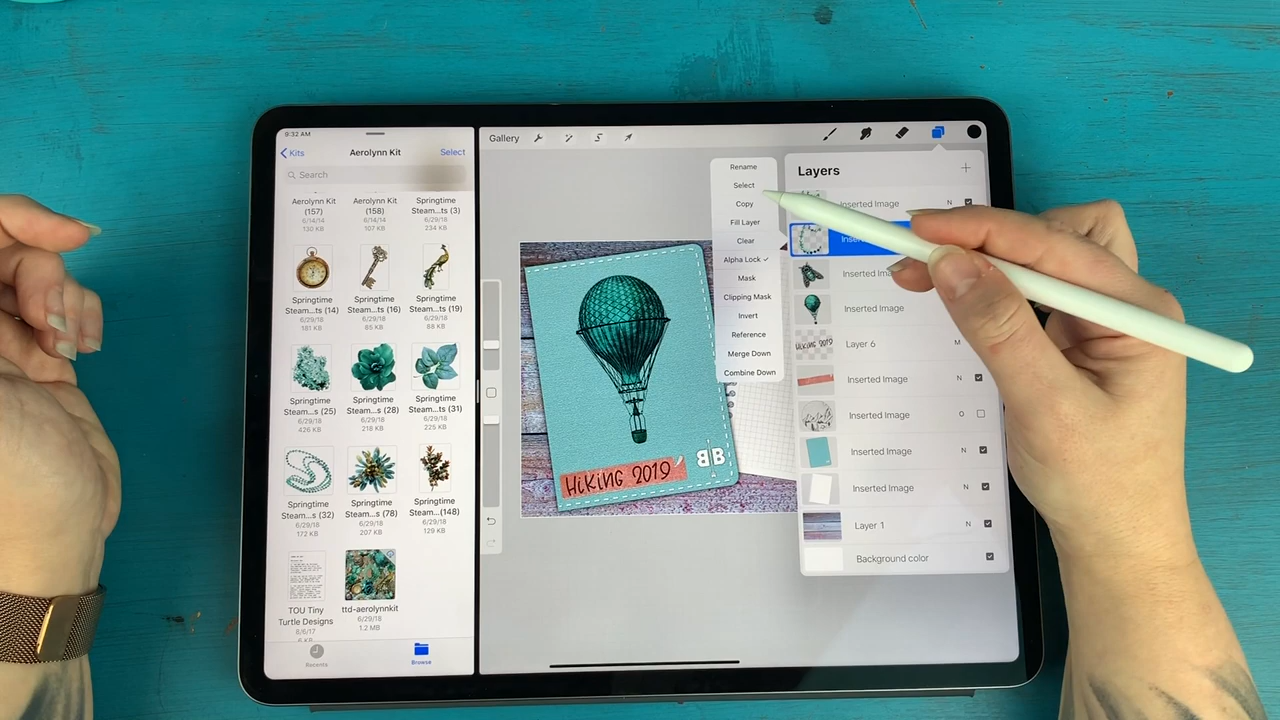 9:32 AM
Kits
Aerolynn Kit
Select
Search
Aerolynn Kit
(157)
6/14/14
130 KB
Aerolynn Kit
(158)
6/14/14
107 KB
Springtime
Steam...ts (3)
6/29/18
234 KB
Springtime
Steam...ts (14)
6/29/18
181 KB
Springtime
Steam...ts (16)
6/29/18
85 KB
Springtime
Steam...ts (19)
6/29/18
88 KB
Springtime
Steam...s (25)
6/29/18
426 KB
Springtime
Steam...s (28)
6/29/18
218 KB
Springtime
Steam...ts (31)
6/29/18
225 KB
Springtime
Steam...s (32)
6/29/18
172 KB
Springtime
Steam...s (78)
6/29/18
207 KB
Springtime
Steam...(148)
6/29/18
129 KB
TOU Tiny
Turtle Designs
8/6/17
6 KB
ttd-aerolynnkit
6/29/18
1.2 MB
Recents
Browse
Gallery
HIKING 2019
BB
Rename
Select
Copy
Fill Layer
Clear
Alpha Lock ✓
Mask
Clipping Mask
Invert
Reference
Merge Down
Combine Down
Layers
Inserted Image N
Inserted Ima
Inserted Image
Layer 6 M
Inserted Image N
Inserted Image O
Inserted Image N
Inserted Image N
Layer 1 N
Background color